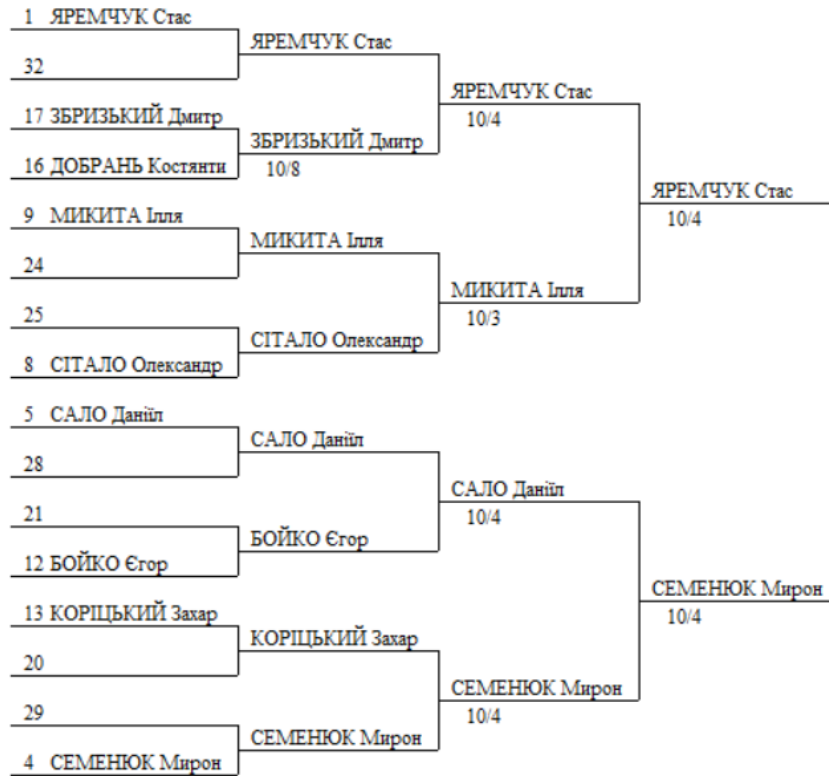 1 ЯРЕМЧУК Стас
32
17 ЗБРИЗЬКИЙ Дмитр
16 ДОБРАНЬ Костянти
9 МИКИТА Ілля
24
25
8 СІТАЛО Олександр
5 САЛО Даніїл
28
21
12 БОЙКО Єгор
13 КОРІЦЬКИЙ Захар
20
29
4 СЕМЕНЮК Мирон
ЯРЕМЧУК Стас
ЗБРИЗЬКИЙ Дмитр
10/8
МИКИТА Ілля
СІТАЛО Олександр
САЛО Даніїл
БОЙКО Єгор
КОРІЦЬКИЙ Захар
СЕМЕНЮК Мирон
ЯРЕМЧУК Стас
10/4
МИКИТА Ілля
10/3
САЛО Даніїл
10/4
СЕМЕНЮК Мирон
10/4
ЯРЕМЧУК Стас
10/4
СЕМЕНЮК Мирон
10/4